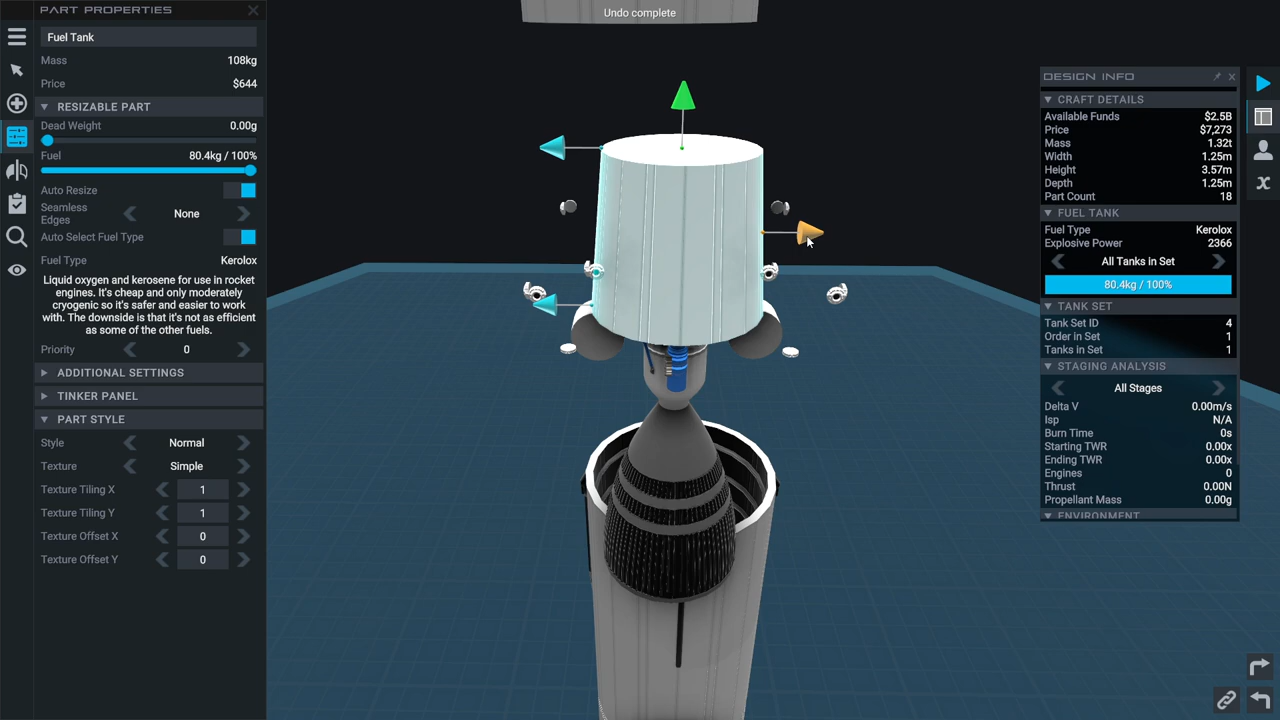 PART PROPERTIES
Undo complete
Fuel Tank
Mass 108kg
Price $644
RESIZABLE PART
Dead Weight 0.00g
Fuel 80.4kg / 100%
Auto Resize
Seamless Edges None
Auto Select Fuel Type
Fuel Type Kerolox
Liquid oxygen and kerosene for use in rocket
engines. It's cheap and only moderately
cryogenic so it's safer and easier to work
with. The downside is that it's not as efficient
as some of the other fuels.
Priority 0
ADDITIONAL SETTINGS
TINKER PANEL
PART STYLE
Style Normal
Texture Simple
Texture Tiling X 1
Texture Tiling Y 1
Texture Offset X 0
Texture Offset Y 0
DESIGN INFO
CRAFT DETAILS
Available Funds $2.5B
Price $7,273
Mass 1.32t
Width 1.25m
Height 3.57m
Depth 1.25m
Part Count 18
FUEL TANK
Fuel Type Kerolox
Explosive Power 2366
All Tanks in Set
80.4kg / 100%
TANK SET
Tank Set ID 4
Order in Set 1
Tanks in Set 1
STAGING ANALYSIS
All Stages
Delta V 0.00m/s
Isp N/A
Burn Time 0s
Starting TWR 0.00x
Ending TWR 0.00x
Engines 0
Thrust 0.00N
Propellant Mass 0.00g
ENVIRONMENT